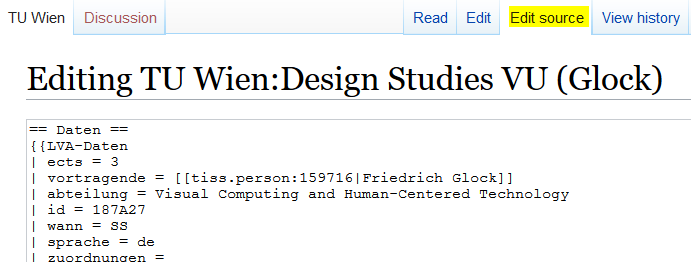 TU Wien Discussion Read Edit Edit source View history
Editing TU Wien:Design Studies VU (Glock)
== Daten ==
{{LVA-Daten
| ects = 3
| vortragende = [[tiss.person:159716|Friedrich Glock]]
| abteilung = Visual Computing and Human-Centered Technology
| id = 187A27
| wann = SS
| sprache = de
| zuordnungen =